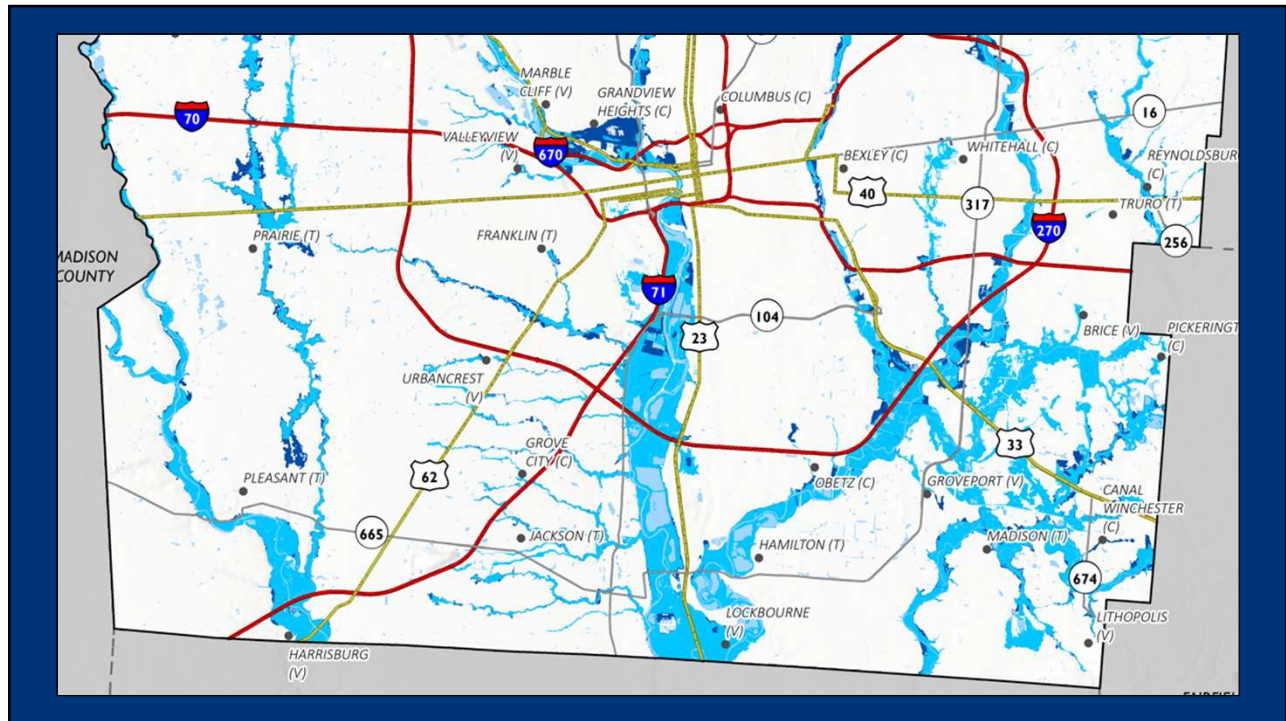 MARBLE
CLIFF (V)
GRANDVIEW
HEIGHTS (C)
COLUMBUS (C)
70
16
VALLEYVIEW
(V)
670
BEXLEY (C)
WHITEHALL (C)
REYNOLDSBURG
(C)
40
317
TRURO (T)
270
256
PRAIRIE (T)
FRANKLIN (T)
MADISON
COUNTY
71
104
23
BRICE (V)
PICKERINGT
(C)
URBANCREST
(V)
33
GROVE
CITY (C)
62
PLEASANT (T)
OBETZ (C)
GROVEPORT (V)
CANAL
WINCHESTER
(C)
665
JACKSON (T)
HAMILTON (T)
MADISON (T)
674
LOCKBOURNE
(V)
LITHOPOLIS
(V)
HARRISBURG
(V)